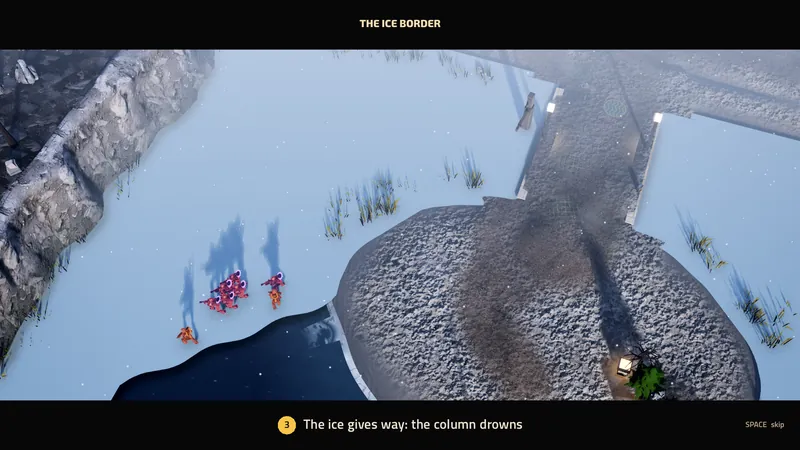 THE ICE BORDER
3 The ice gives way: the column drowns
SPACE skip